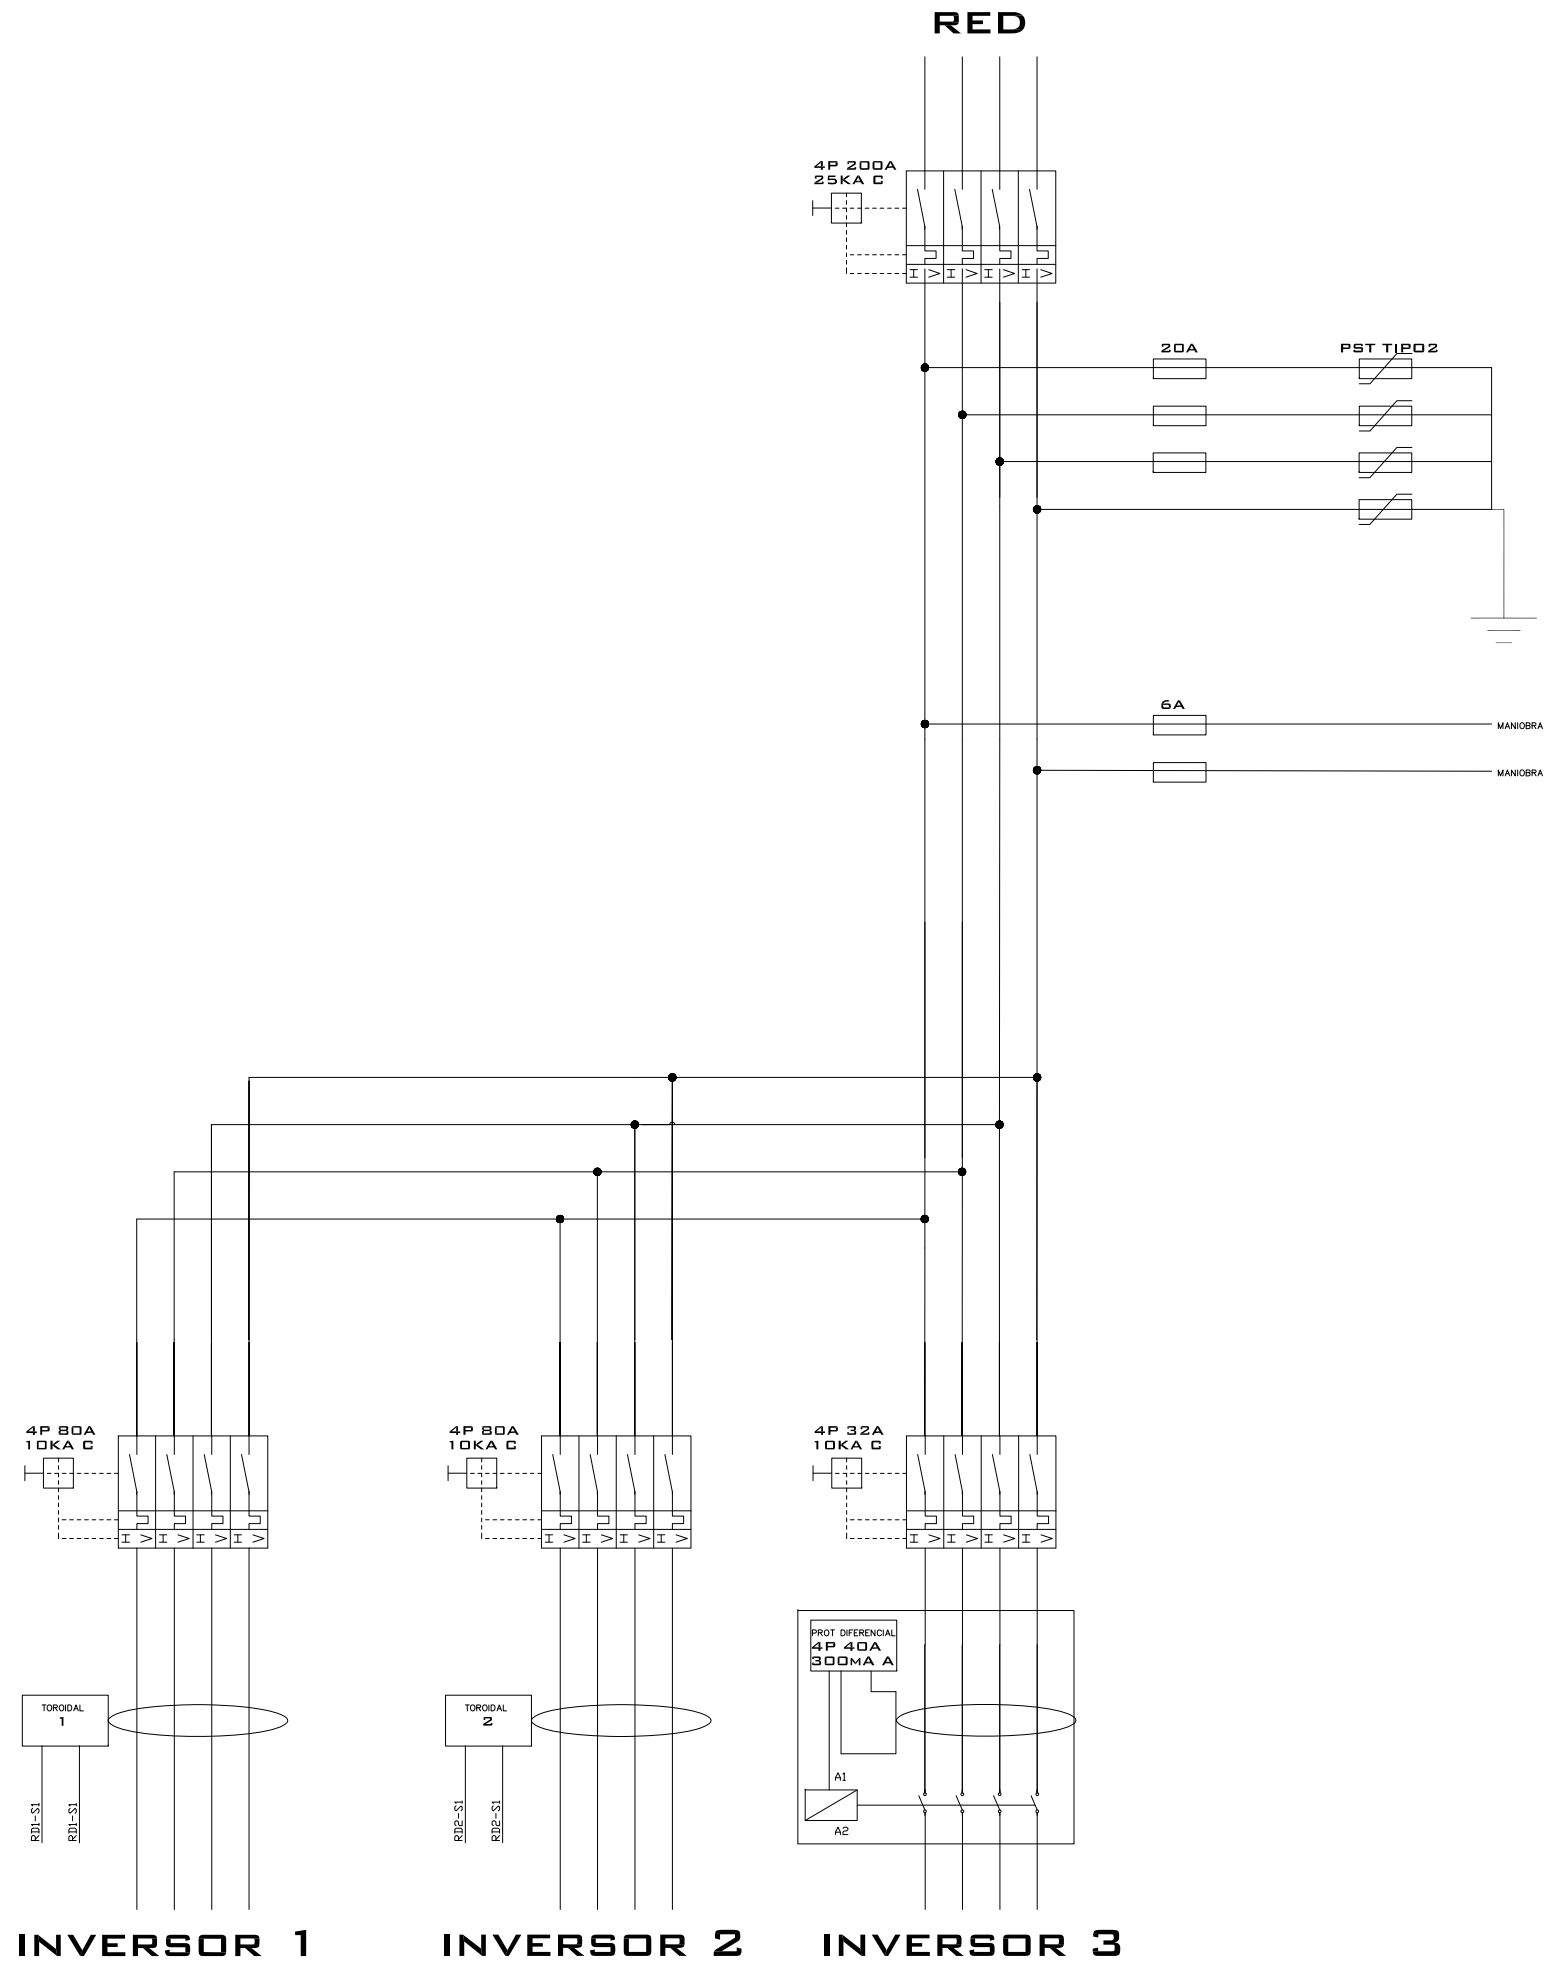 RED
4P 200A
25KA C
I > I > I > I >
20A
PST TIPO2
6A
MANIOBRA
MANIOBRA
4P 80A
10KA C
I > I > I > I >
4P 80A
10KA C
I > I > I > I >
4P 32A
10KA C
I > I > I > I >
PROT DIFERENCIAL
4P 40A
300mA A
TOROIDAL
1
TOROIDAL
2
A1
A2
RD1-S1
RD1-S1
RD2-S1
RD2-S1
INVERSOR 1
INVERSOR 2
INVERSOR 3